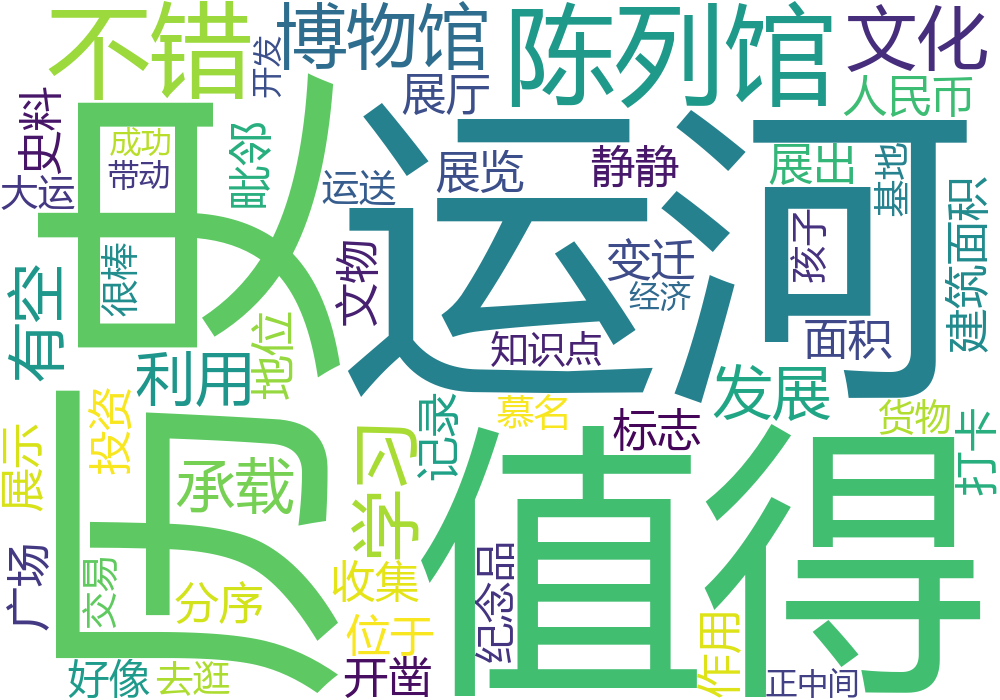 不错
开发
博物馆
陈列馆
文化
展厅
人民币
史料
成功
毗邻
历史
运河
静静
展览
展出
基地
大运
带动
运送
建筑面积
孩子
变迁
文物
很棒
经济
有空
地位
知识点
面积
利用
发展
慕名
货物
投资
记录
标志
打卡
展示
学习
承载
值得
广场
交易
纪念品
分序
收集
位于
作用
好像
去逛
开凿
正中间